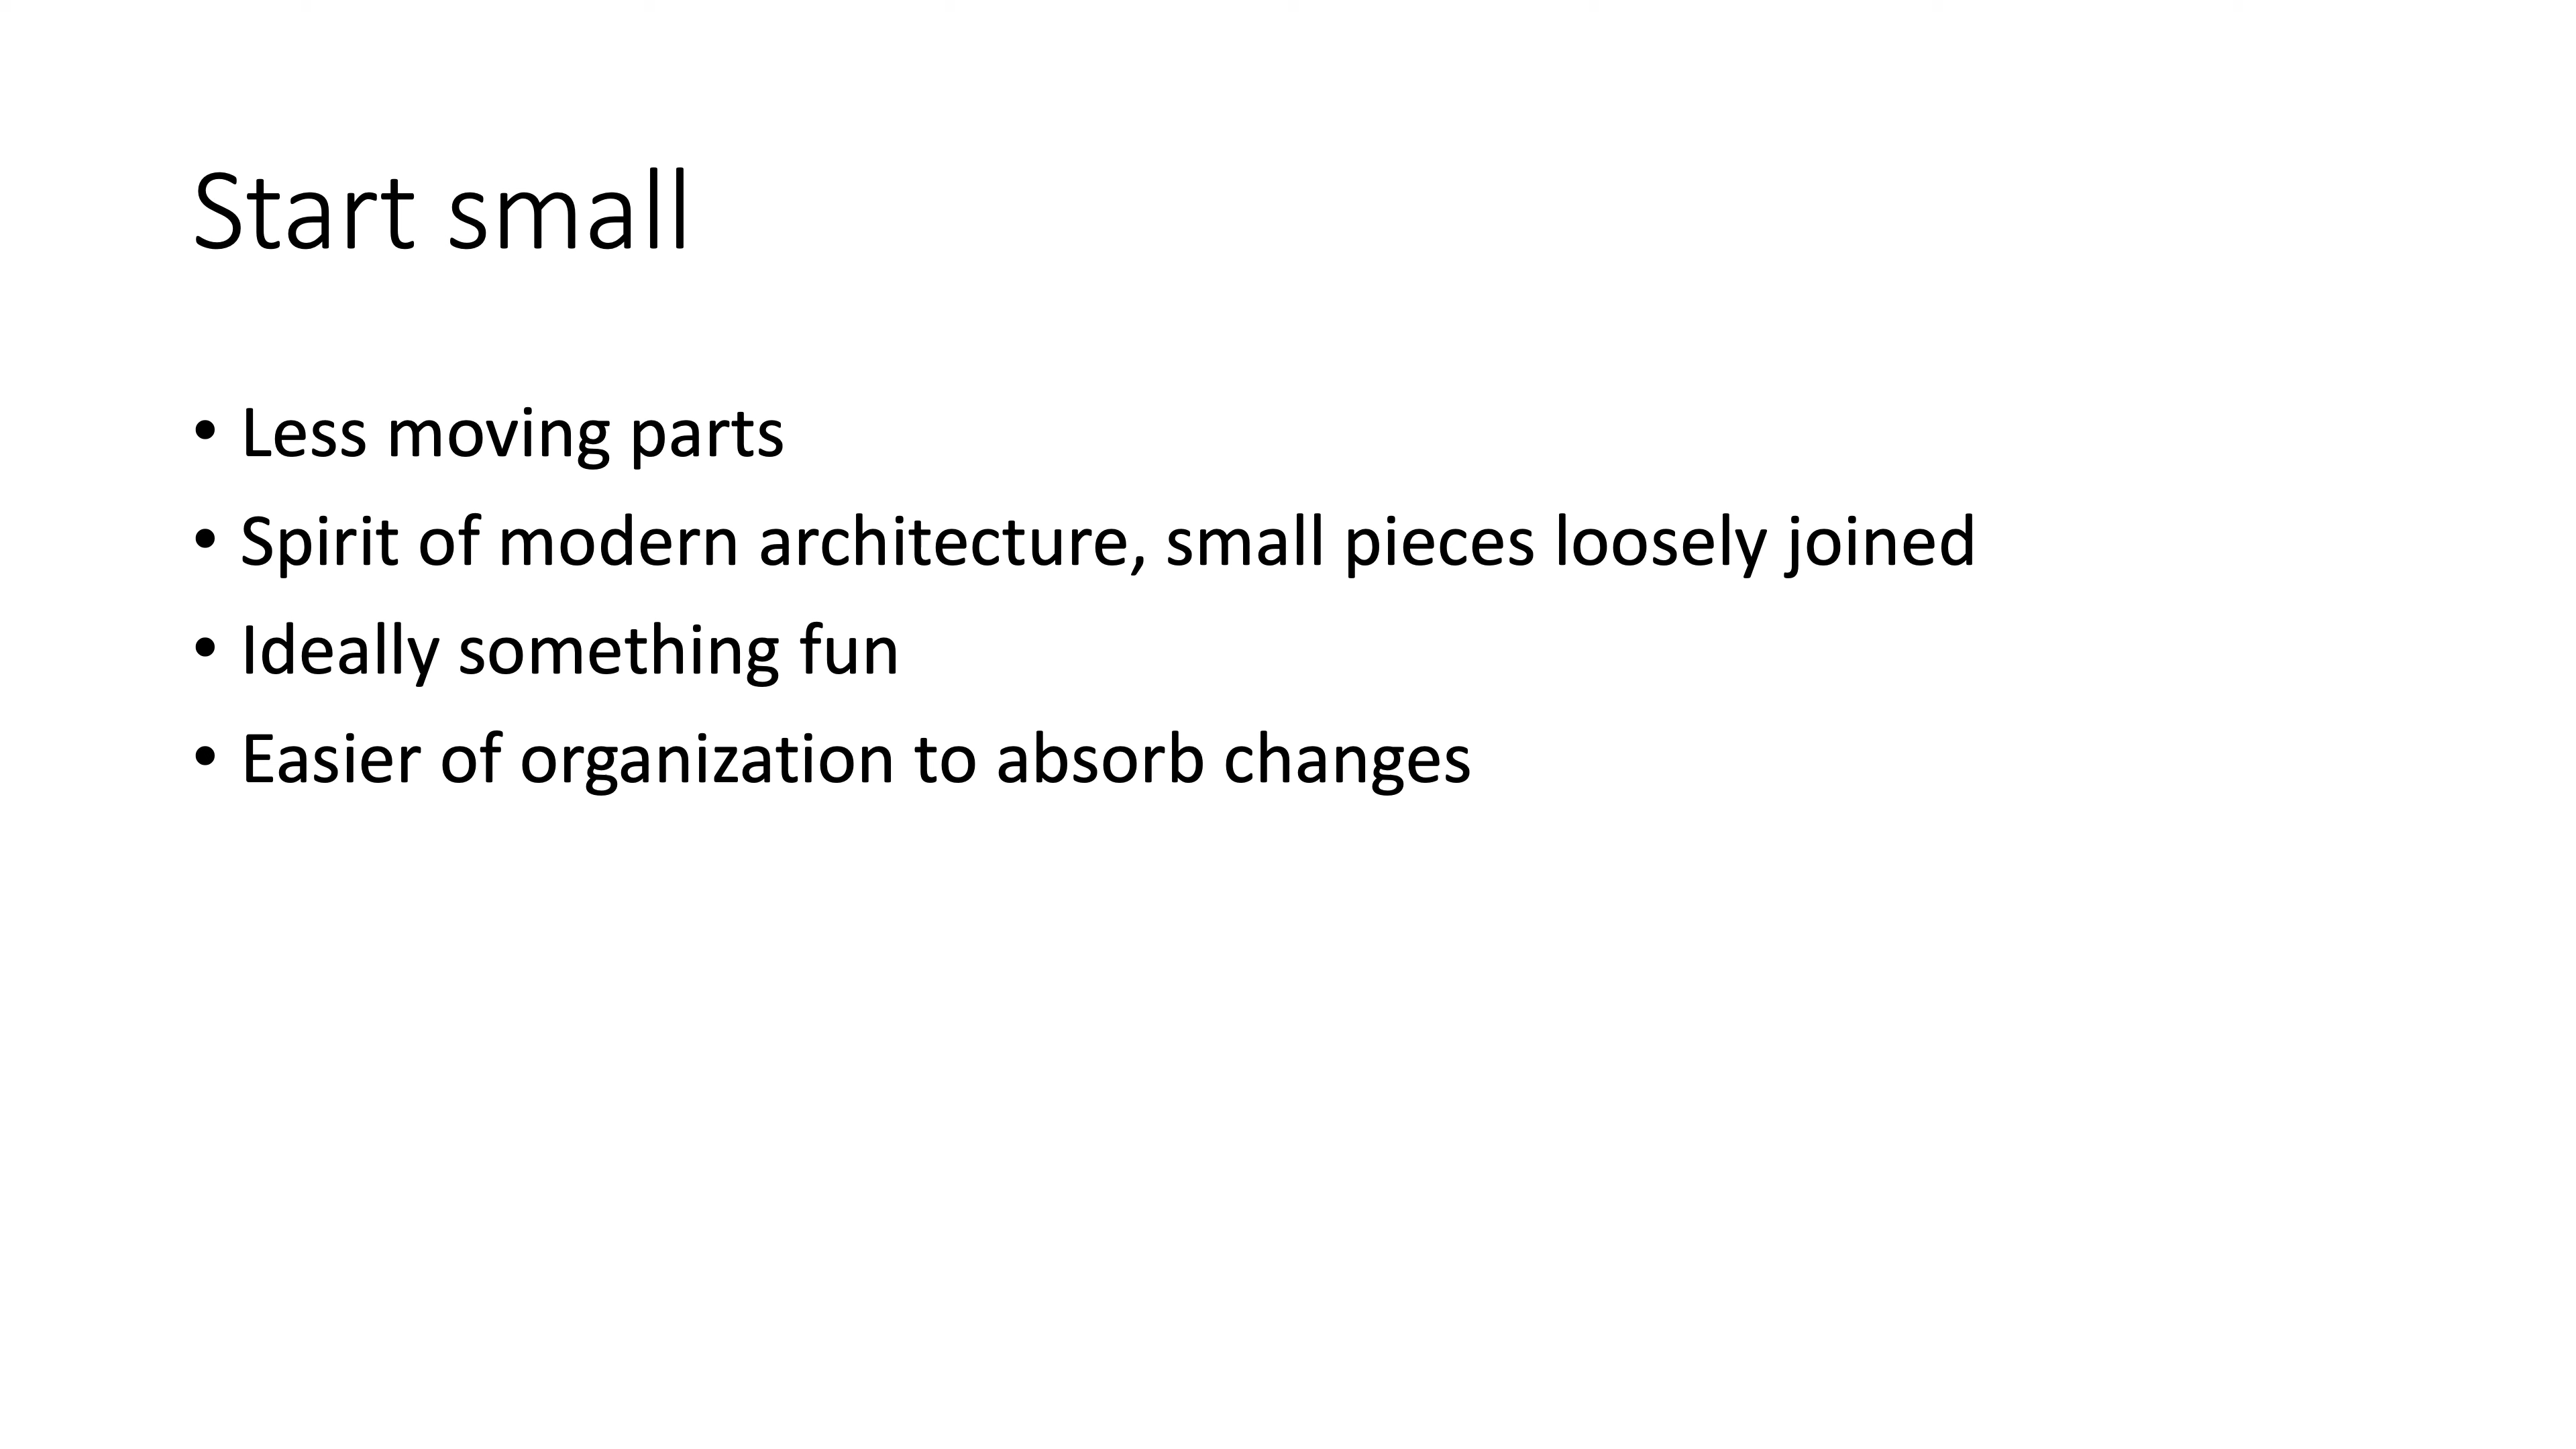 Start small
• Less moving parts
• Spirit of modern architecture, small pieces loosely joined
• Ideally something fun
• Easier of organization to absorb changes